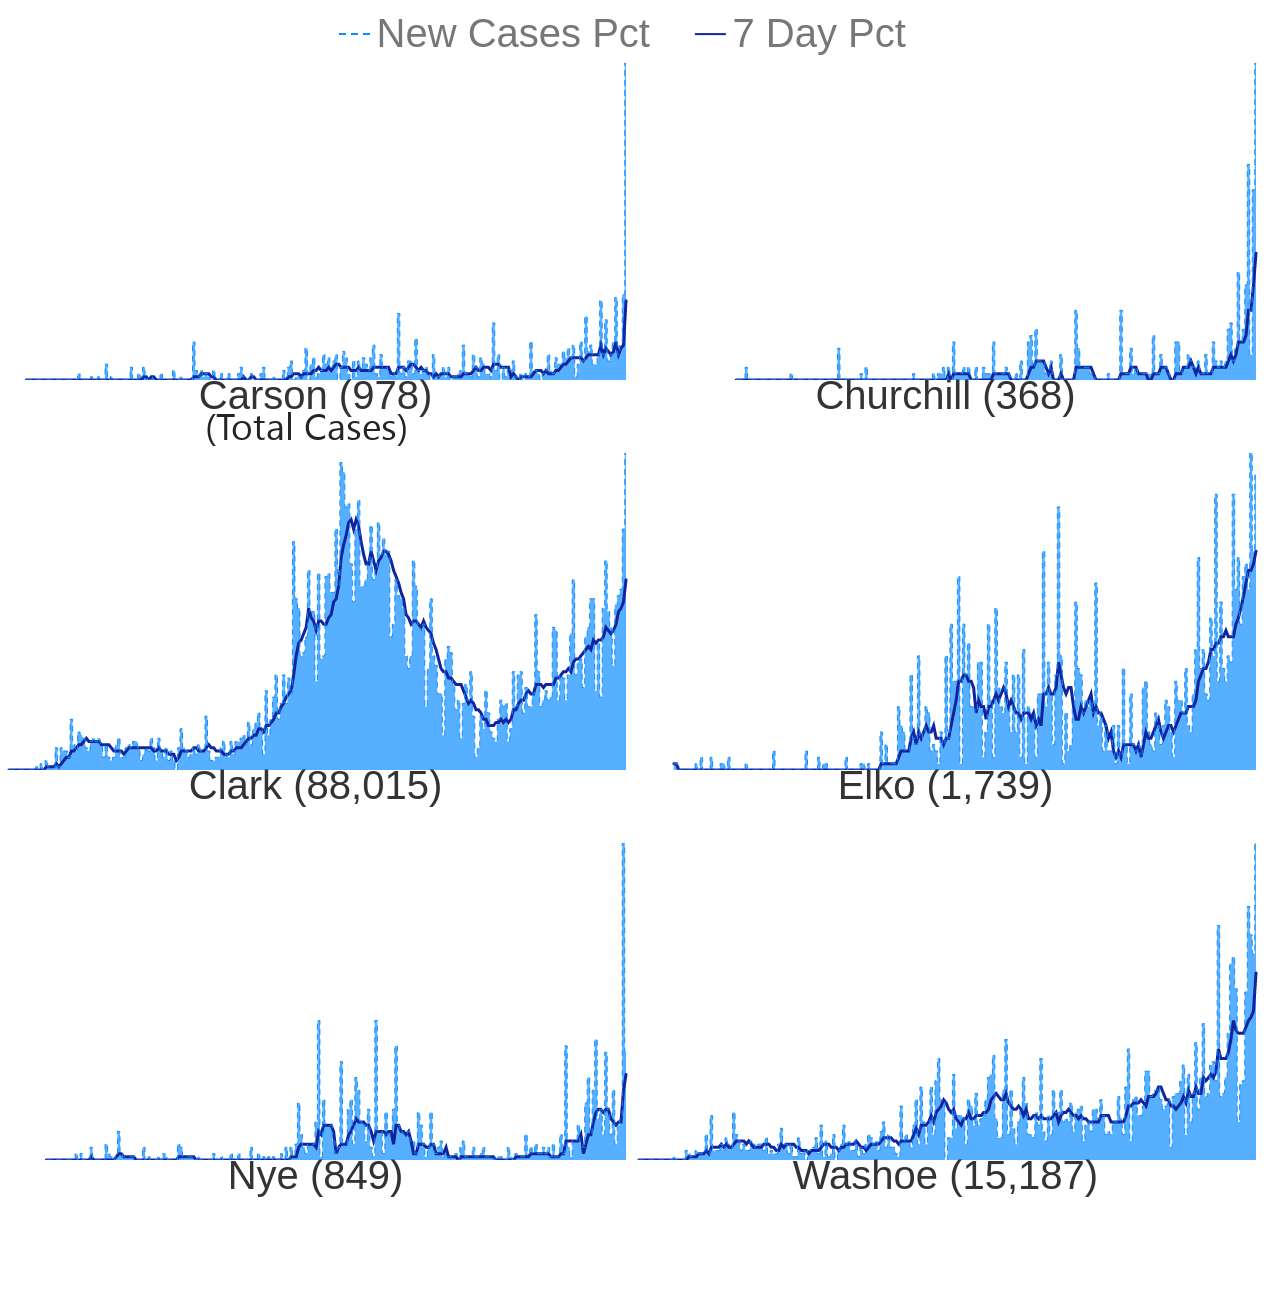 New Cases Pct 7 Day Pct
Carson (978) Churchill (368)
(Total Cases)
Clark (88,015) Elko (1,739)
Nye (849) Washoe (15,187)